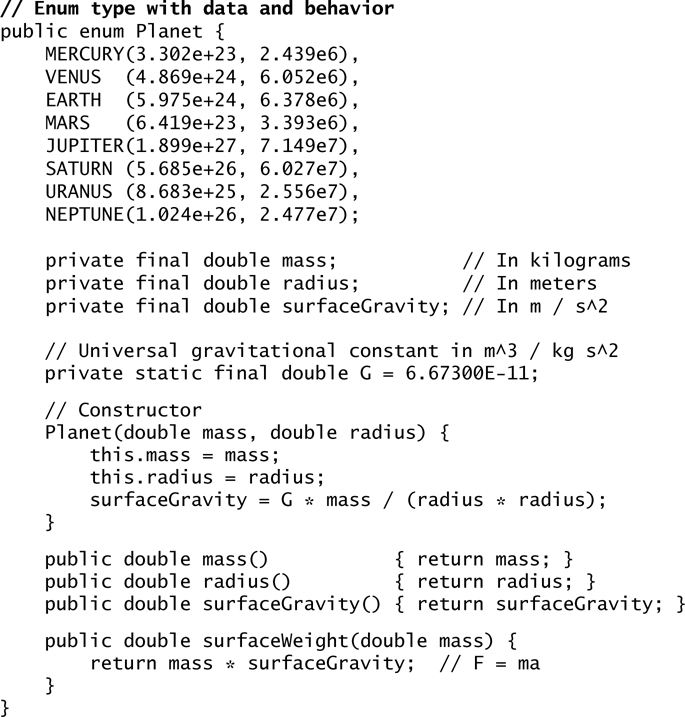 // Enum type with data and behavior
public enum Planet {
    MERCURY(3.302e+23, 2.439e6),
    VENUS  (4.869e+24, 6.052e6),
    EARTH  (5.975e+24, 6.378e6),
    MARS   (6.419e+23, 3.393e6),
    JUPITER(1.899e+27, 7.149e7),
    SATURN (5.685e+26, 6.027e7),
    URANUS (8.683e+25, 2.556e7),
    NEPTUNE(1.024e+26, 2.477e7);
    private final double mass;           // In kilograms
    private final double radius;         // In meters
    private final double surfaceGravity; // In m / s^2
    // Universal gravitational constant in m^3 / kg s^2
    private static final double G = 6.67300E-11;
    // Constructor
    Planet(double mass, double radius) {
        this.mass = mass;
        this.radius = radius;
        surfaceGravity = G * mass / (radius * radius);
    }
    public double mass()           { return mass; }
    public double radius()         { return radius; }
    public double surfaceGravity() { return surfaceGravity; }
    public double surfaceWeight(double mass) {
        return mass * surfaceGravity;  // F = ma
    }
}